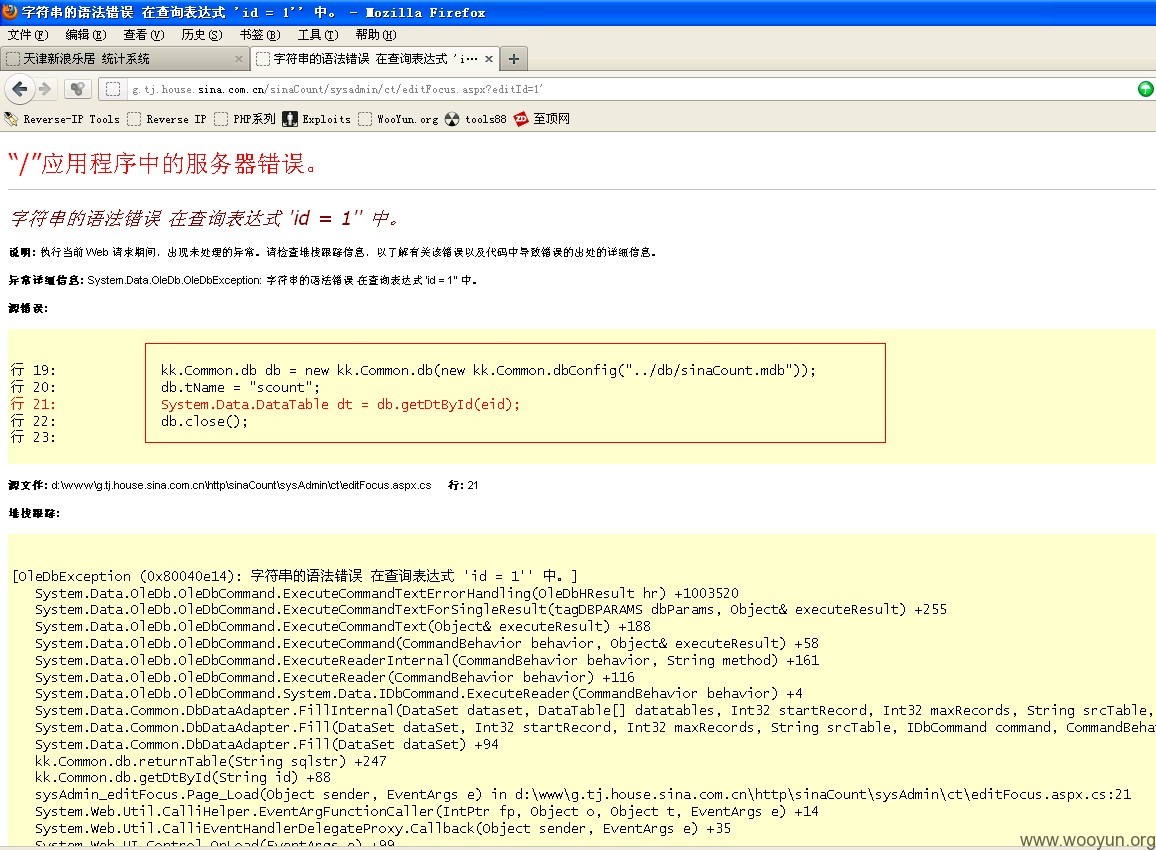 字符串的语法错误 在查询表达式 'id = 1'' 中。 - Mozilla Firefox
文件(F) 编辑(E) 查看(V) 历史(S) 书签(B) 工具(T) 帮助(H)
天津新浪乐居 统计系统 × 字符串的语法错误 在查询表达式 'i... × +
g.tj.house.sina.com.cn/sinaCount/sysadmin/ct/editFocus.aspx?editId=1'
Reverse-IP Tools Reverse IP PHP系列 Exploits WooYun.org tools88 至顶网
“/”应用程序中的服务器错误。
字符串的语法错误 在查询表达式 'id = 1'' 中。
说明: 执行当前 Web 请求期间，出现未处理的异常。请检查堆栈跟踪信息，以了解有关该错误以及代码中导致错误的出处的详细信息。
异常详细信息: System.Data.OleDb.OleDbException: 字符串的语法错误 在查询表达式 'id = 1'' 中。
源错误:
行 19: kk.Common.db db = new kk.Common.db(new kk.Common.dbConfig("../db/sinaCount.mdb"));
行 20: db.tName = "scount";
行 21: System.Data.DataTable dt = db.getDtById(eid);
行 22: db.close();
行 23:
源文件: d:\www\g.tj.house.sina.com.cn\http\sinaCount\sysAdmin\ct\editFocus.aspx.cs 行: 21
堆栈跟踪:
[OleDbException (0x80040e14): 字符串的语法错误 在查询表达式 'id = 1'' 中。]
System.Data.OleDb.OleDbCommand.ExecuteCommandTextErrorHandling(OleDbHResult hr) +1003520
System.Data.OleDb.OleDbCommand.ExecuteCommandTextForSingleResult(tagDBPARAMS dbParams, Object& executeResult) +255
System.Data.OleDb.OleDbCommand.ExecuteCommandText(Object& executeResult) +188
System.Data.OleDb.OleDbCommand.ExecuteCommand(CommandBehavior behavior, Object& executeResult) +58
System.Data.OleDb.OleDbCommand.ExecuteReaderInternal(CommandBehavior behavior, String method) +161
System.Data.OleDb.OleDbCommand.ExecuteReader(CommandBehavior behavior) +116
System.Data.OleDb.OleDbCommand.System.Data.IDbCommand.ExecuteReader(CommandBehavior behavior) +4
System.Data.Common.DbDataAdapter.FillInternal(DataSet dataset, DataTable[] datatables, Int32 startRecord, Int32 maxRecords, String srcTable,
System.Data.Common.DbDataAdapter.Fill(DataSet dataSet, Int32 startRecord, Int32 maxRecords, String srcTable, IDbCommand command, CommandBeha
System.Data.Common.DbDataAdapter.Fill(DataSet dataSet) +94
kk.Common.db.returnTable(String sqlstr) +247
kk.Common.db.getDtById(String id) +88
sysAdmin_editFocus.Page_Load(Object sender, EventArgs e) in d:\www\g.tj.house.sina.com.cn\http\sinaCount\sysAdmin\ct\editFocus.aspx.cs:21
System.Web.Util.CalliHelper.EventArgFunctionCaller(IntPtr fp, Object o, Object t, EventArgs e) +14
System.Web.Util.CalliEventHandlerDelegateProxy.Callback(Object sender, EventArgs e) +35
System.Web.UI.Control.OnLoad(EventArgs e) +99
www.wooyun.org